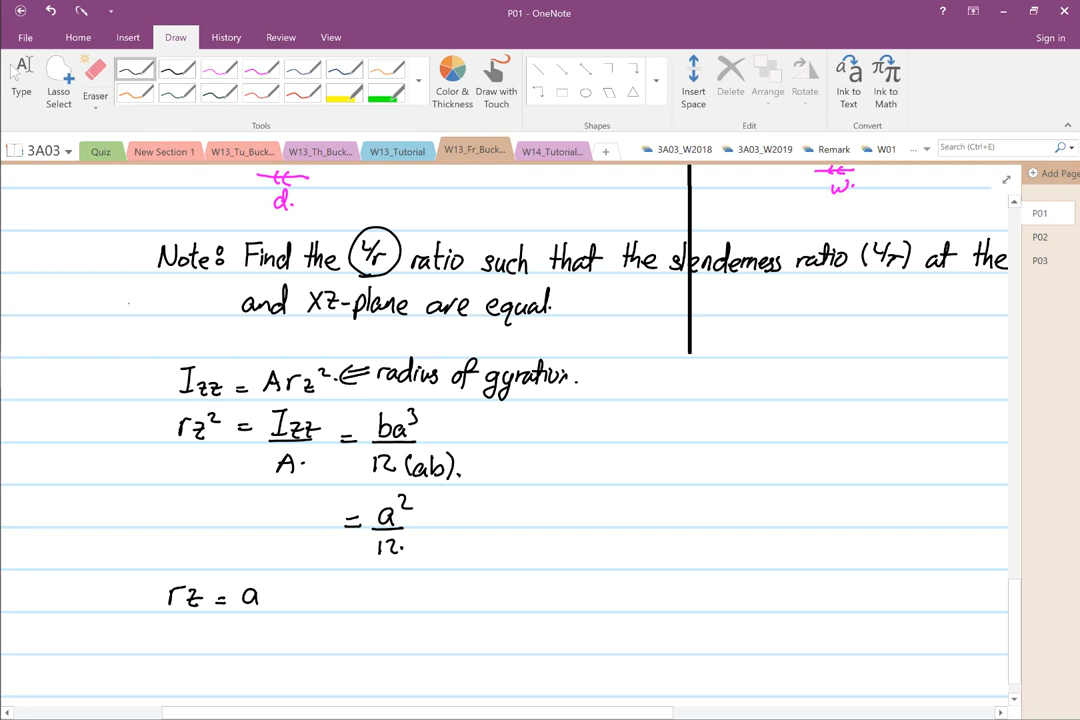 P01 - OneNote
?
File Home Insert Draw History Review View Sign in
Type
Lasso Select
Eraser
Color & Thickness
Draw with Touch
Insert Space
Delete
Arrange
Rotate
Ink to Text
Ink to Math
Tools Shapes Edit Convert
3A03 Quiz New Section 1 W13_Tu_Buck... W13_Th_Buck... W13_Tutorial W13_Fr_Buck... W14_Tutorial... + 3A03_W2018 3A03_W2019 Remark W01 ... Search (Ctrl+E)
Add Page
P01
P02
P03
d.
w.
Note: Find the L/r ratio such that the slenderness ratio (L/r) at the
and xz-plane are equal.
Izz = Arz². ⇐ radius of gyration.
rz² = Izz/A. = ba³/12(ab).
= a²/12.
rz = a